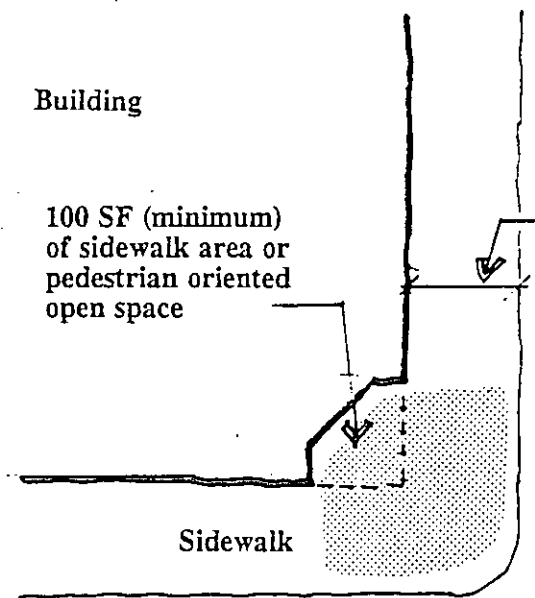 Building
100 SF (minimum)
of sidewalk area or
pedestrian oriented
open space
Sidewalk